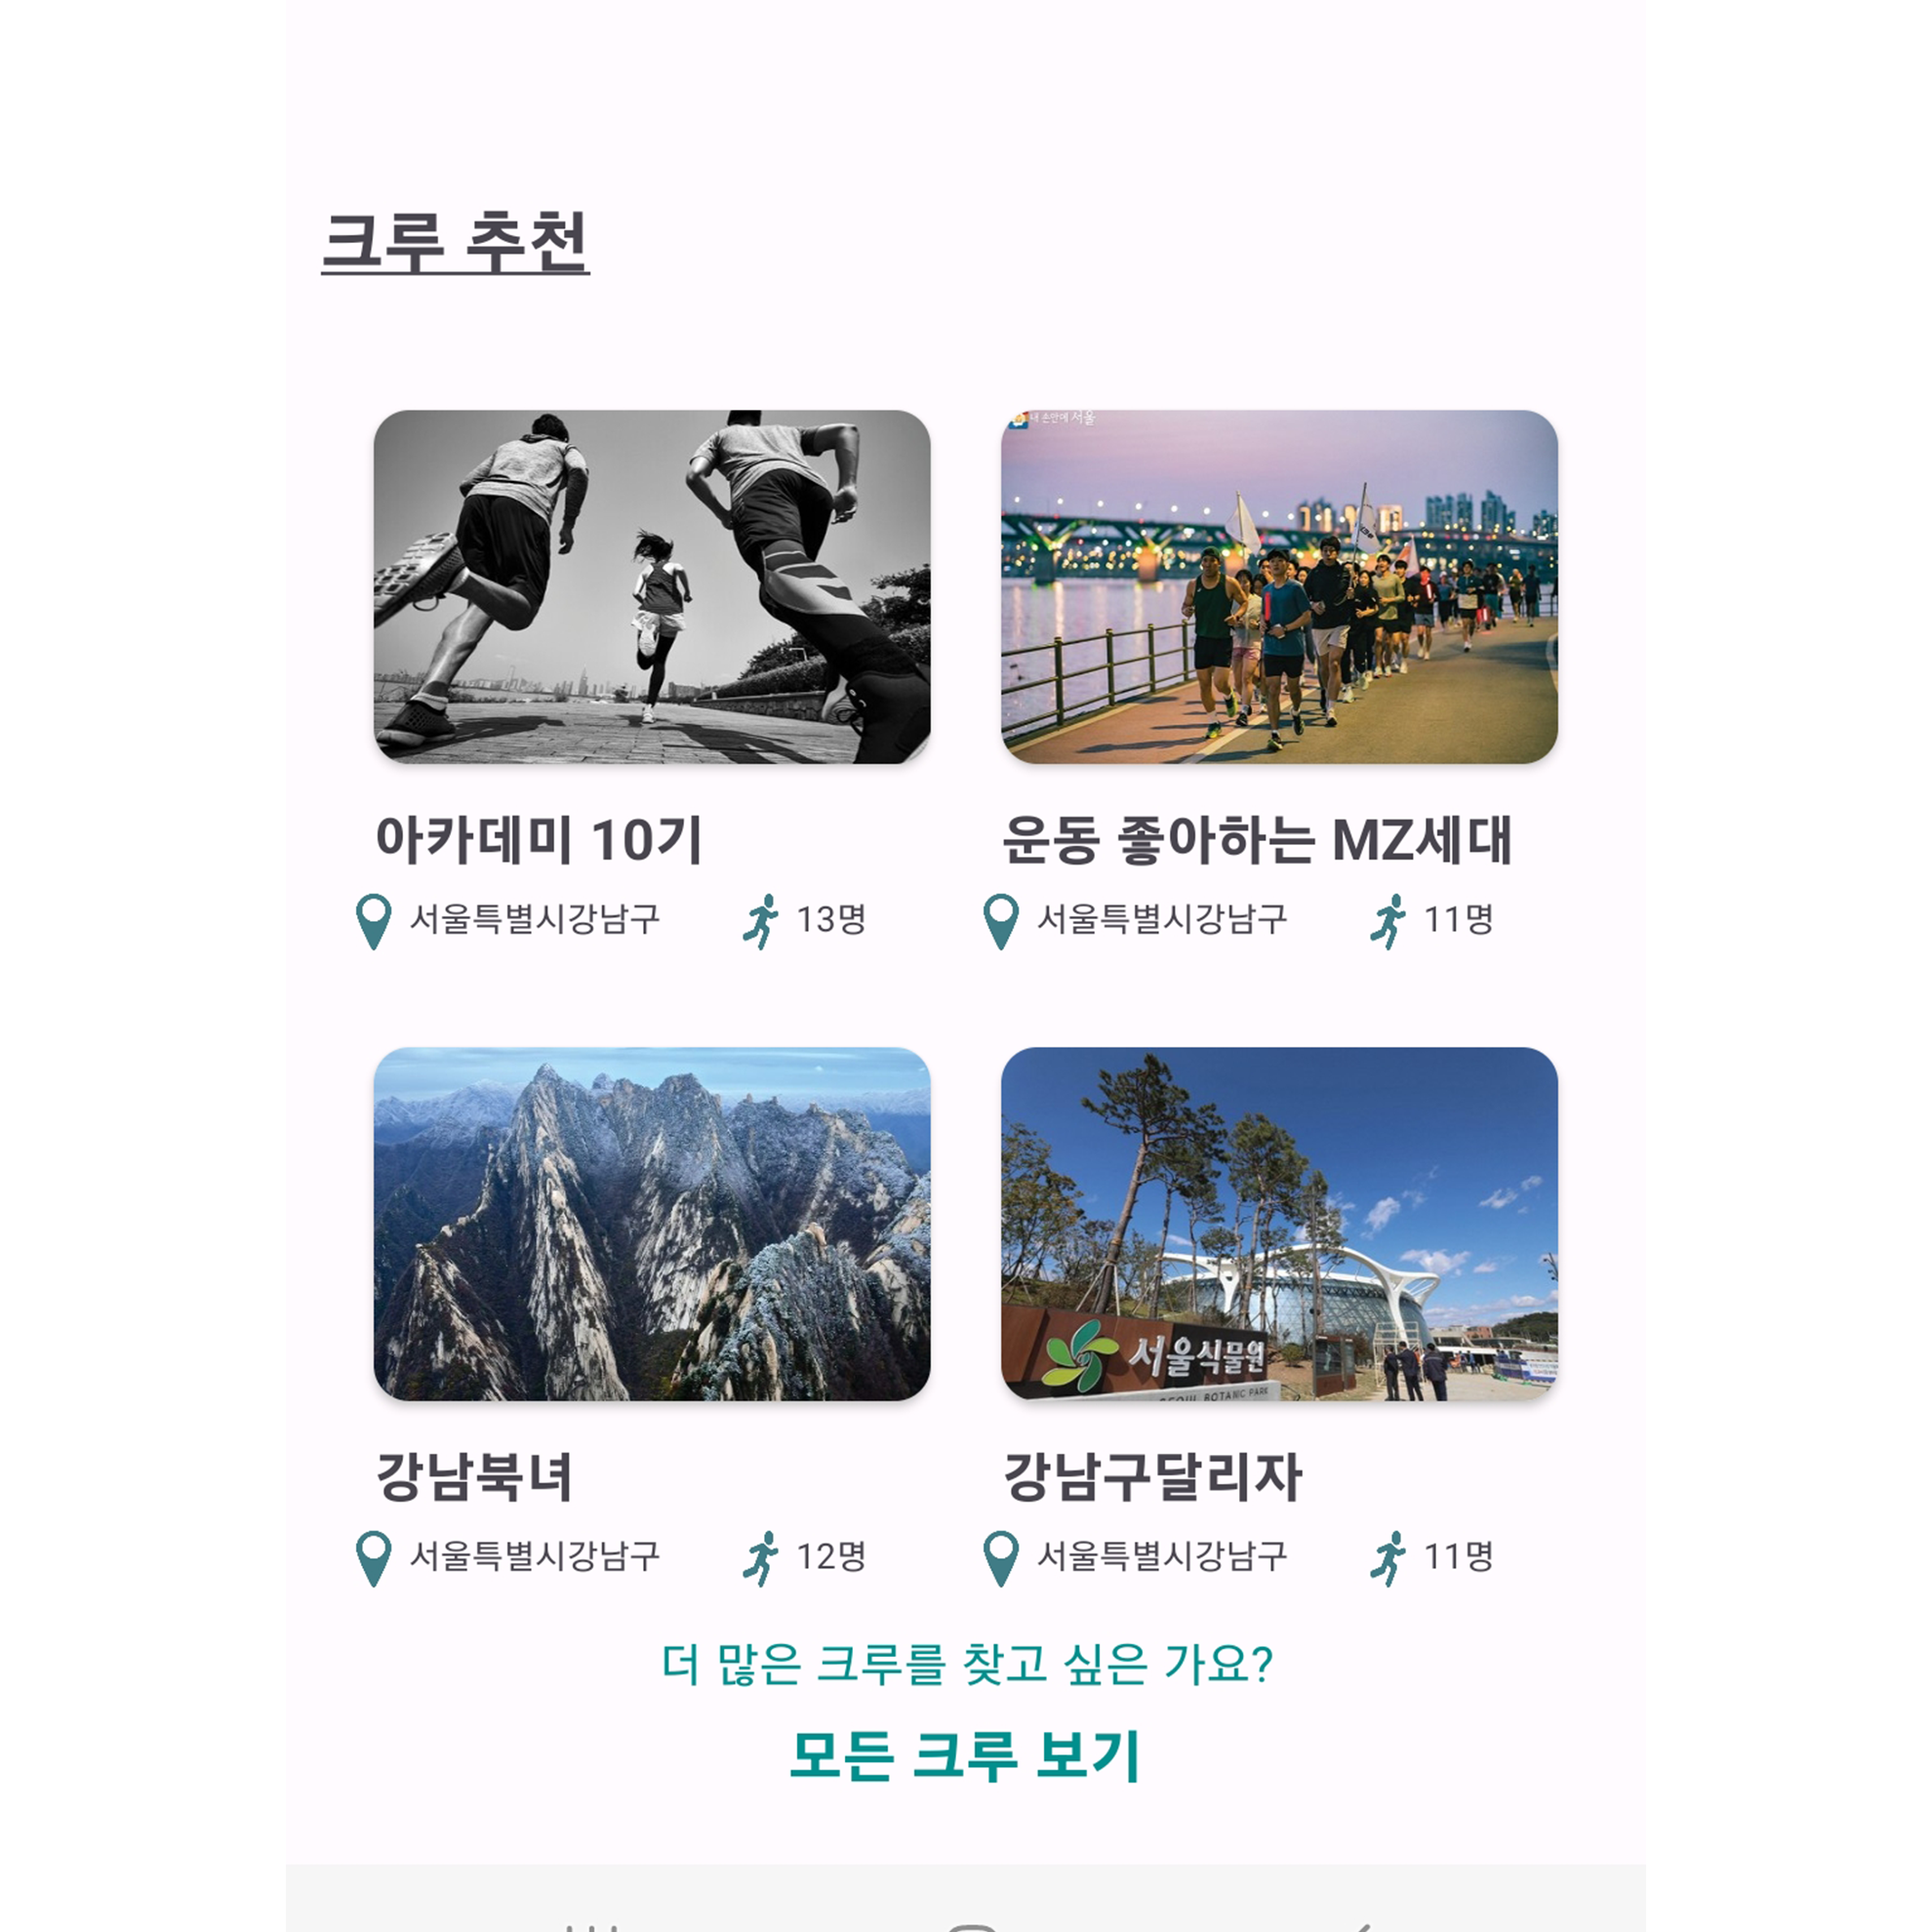 크루 추천
내 손안에 서울
아카데미 10기
운동 좋아하는 MZ세대
서울특별시강남구
13명
서울특별시강남구
11명
서울식물원
SEOUL BOTANIC PARK
강남북녀
강남구달리자
서울특별시강남구
12명
서울특별시강남구
11명
더 많은 크루를 찾고 싶은 가요?
모든 크루 보기